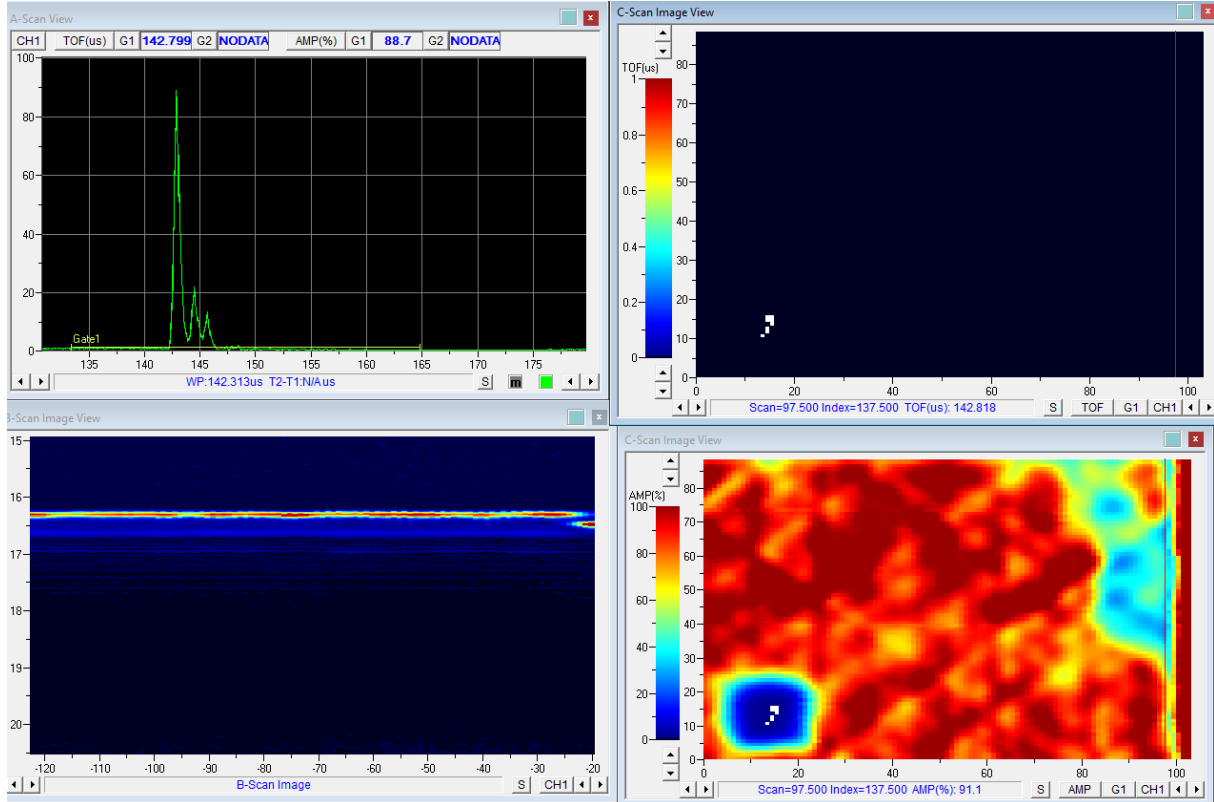 A-Scan View
CH1 TOF(us) G1 142.799 G2 NODATA AMP(%) G1 88.7 G2 NODATA
100
80
60
40
20
0
Gate1
135 140 145 150 155 160 165 170 175
WP:142.313us T2-T1:N/A us S m
C-Scan Image View
TOF(us)
1
0.8
0.6
0.4
0.2
0
80
70
60
50
40
30
20
10
0
0 20 40 60 80 100
Scan=97.500 Index=137.500 TOF(us): 142.818 S TOF G1 CH1
B-Scan Image View
15
16
17
18
19
20
-120 -110 -100 -90 -80 -70 -60 -50 -40 -30 -20
B-Scan Image S CH1
C-Scan Image View
AMP(%)
100
80
60
40
20
0
80
70
60
50
40
30
20
10
0
0 20 40 60 80 100
Scan=97.500 Index=137.500 AMP(%): 91.1 S AMP G1 CH1